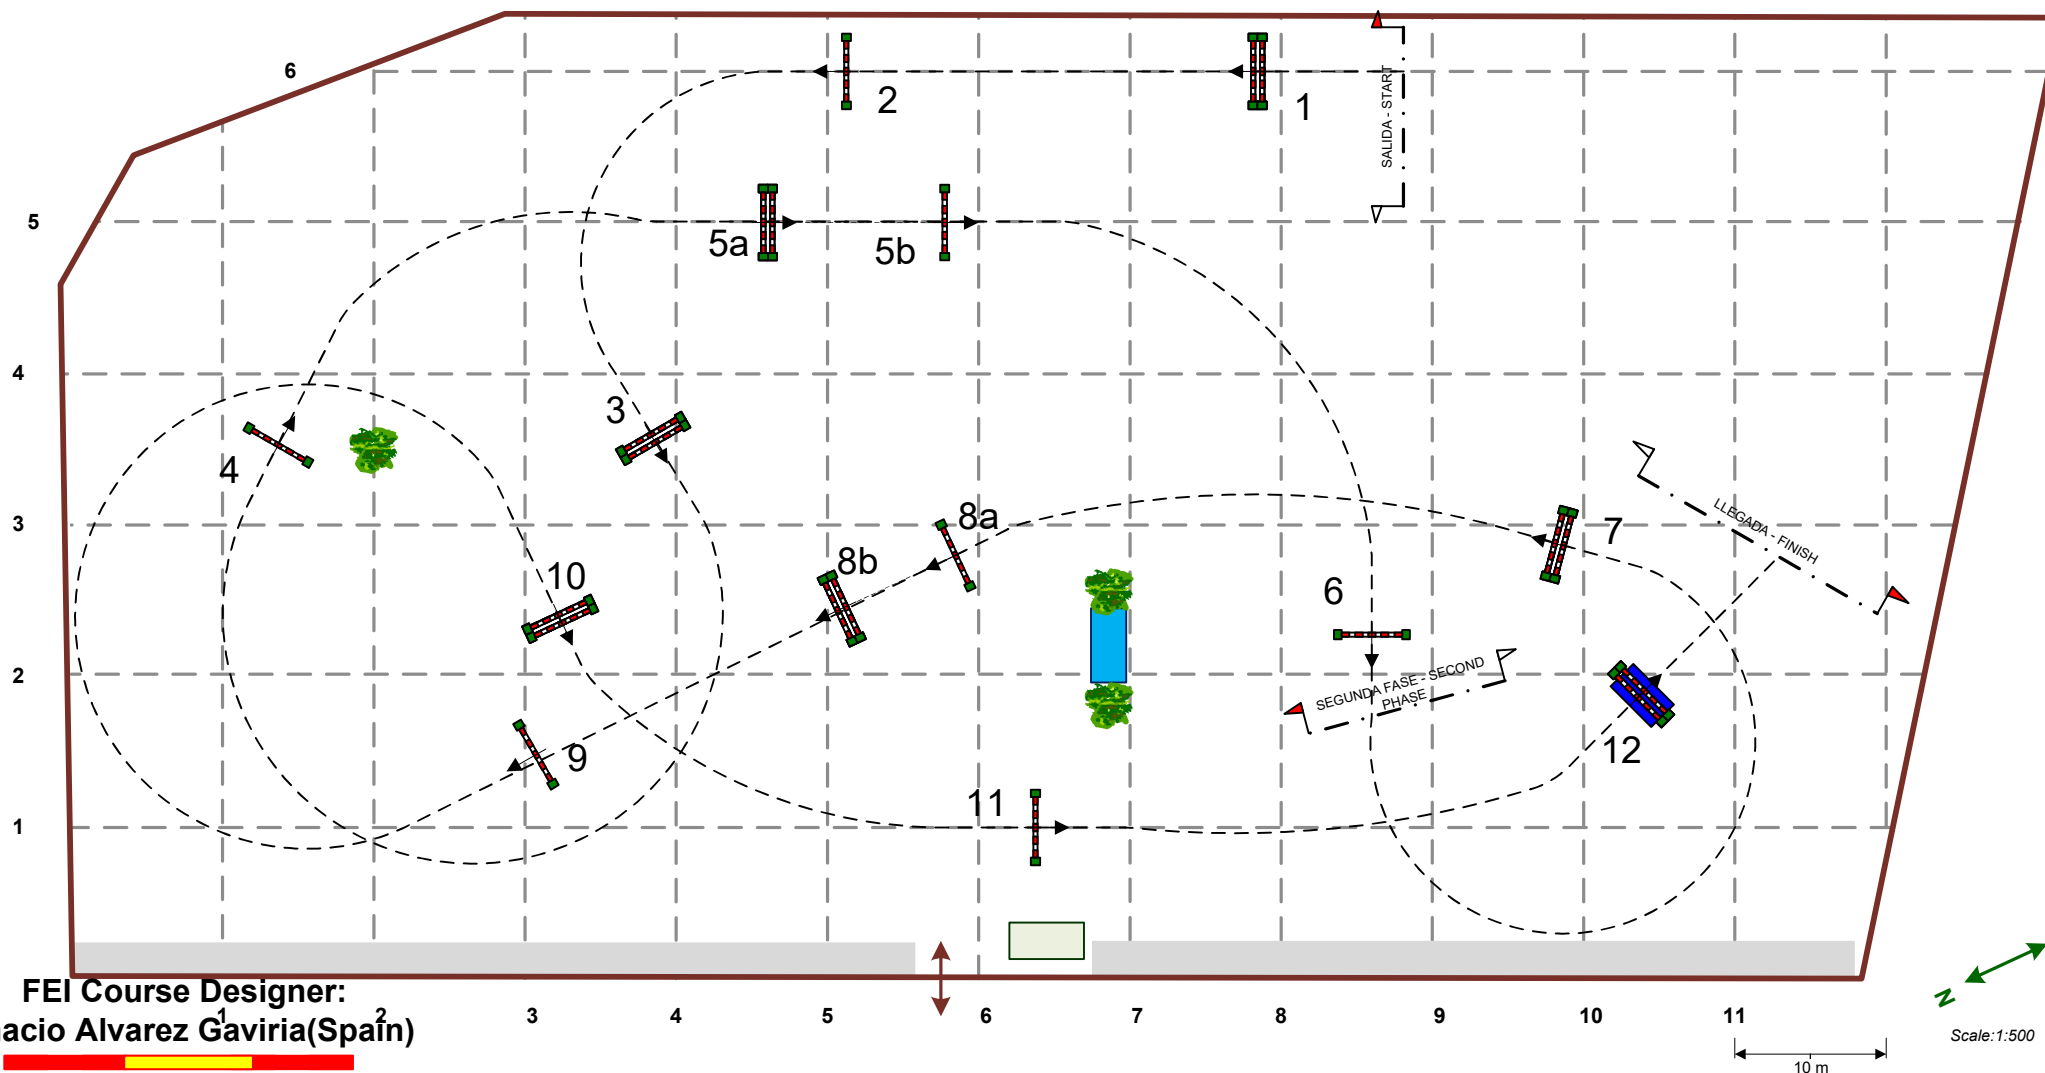 6
2
1
SALIDA - START
5
5a
5b
4
3
4
LLEGADA - FINISH
3
8a
7
10
8b
6
2
SEGUNDA FASE - SECOND
PHASE
9
12
11
1
FEI Course Designer:
nacio Alvarez Gaviria(Spain)
1
2
3
4
5
6
7
8
9
10
11
N
Scale:1:500
10 m